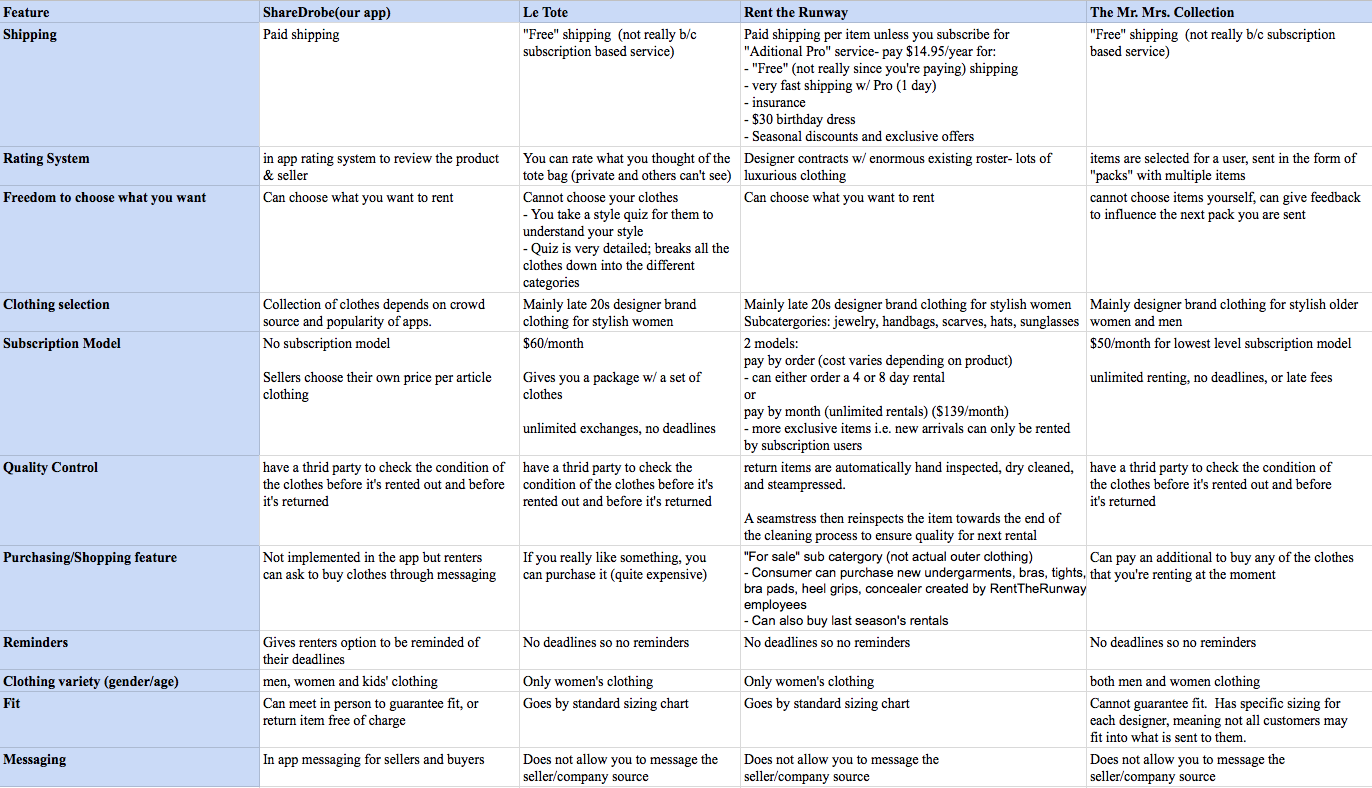 Feature ShareDrobe(our app) Le Tote Rent the Runway The Mr. Mrs. Collection
Shipping
Paid shipping
"Free" shipping (not really b/c
subscription based service)
Paid shipping per item unless you subscribe for
"Aditional Pro" service- pay $14.95/year for:
- "Free" (not really since you're paying) shipping
- very fast shipping w/ Pro (1 day)
- insurance
- $30 birthday dress
- Seasonal discounts and exclusive offers
"Free" shipping (not really b/c subscription
based service)
Rating System
in app rating system to review the product
& seller
You can rate what you thought of the
tote bag (private and others can't see)
Designer contracts w/ enormous existing roster- lots of
luxurious clothing
items are selected for a user, sent in the form of
"packs" with multiple items
Freedom to choose what you want
Can choose what you want to rent
Cannot choose your clothes
- You take a style quiz for them to
understand your style
- Quiz is very detailed; breaks all the
clothes down into the different
categories
Can choose what you want to rent
cannot choose items yourself, can give feedback
to influence the next pack you are sent
Clothing selection
Collection of clothes depends on crowd
source and popularity of apps.
Mainly late 20s designer brand
clothing for stylish women
Mainly late 20s designer brand clothing for stylish women
Subcatergories: jewelry, handbags, scarves, hats, sunglasses
Mainly designer brand clothing for stylish older
women and men
Subscription Model
No subscription model
Sellers choose their own price per article
clothing
$60/month
Gives you a package w/ a set of
clothes
unlimited exchanges, no deadlines
2 models:
pay by order (cost varies depending on product)
- can either order a 4 or 8 day rental
or
pay by month (unlimited rentals) ($139/month)
- more exclusive items i.e. new arrivals can only be rented
by subscription users
$50/month for lowest level subscription model
unlimited renting, no deadlines, or late fees
Quality Control
have a thrid party to check the condition of
the clothes before it's rented out and before
it's returned
have a thrid party to check the
condition of the clothes before it's
rented out and before it's returned
return items are automatically hand inspected, dry cleaned,
and steampressed.
A seamstress then reinspects the item towards the end of
the cleaning process to ensure quality for next rental
have a thrid party to check the condition of
the clothes before it's rented out and before
it's returned
Purchasing/Shopping feature
Not implemented in the app but renters
can ask to buy clothes through messaging
If you really like something, you
can purchase it (quite expensive)
"For sale" sub catergory (not actual outer clothing)
- Consumer can purchase new undergarments, bras, tights,
bra pads, heel grips, concealer created by RentTheRunway
employees
- Can also buy last season's rentals
Can pay an additional to buy any of the clothes
that you're renting at the moment
Reminders
Gives renters option to be reminded of
their deadlines
No deadlines so no reminders
No deadlines so no reminders
No deadlines so no reminders
Clothing variety (gender/age)
men, women and kids' clothing
Only women's clothing
Only women's clothing
both men and women clothing
Fit
Can meet in person to guarantee fit, or
return item free of charge
Goes by standard sizing chart
Goes by standard sizing chart
Cannot guarantee fit. Has specific sizing for
each designer, meaning not all customers may
fit into what is sent to them.
Messaging
In app messaging for sellers and buyers
Does not allow you to message the
seller/company source
Does not allow you to message the
seller/company source
Does not allow you to message the
seller/company source